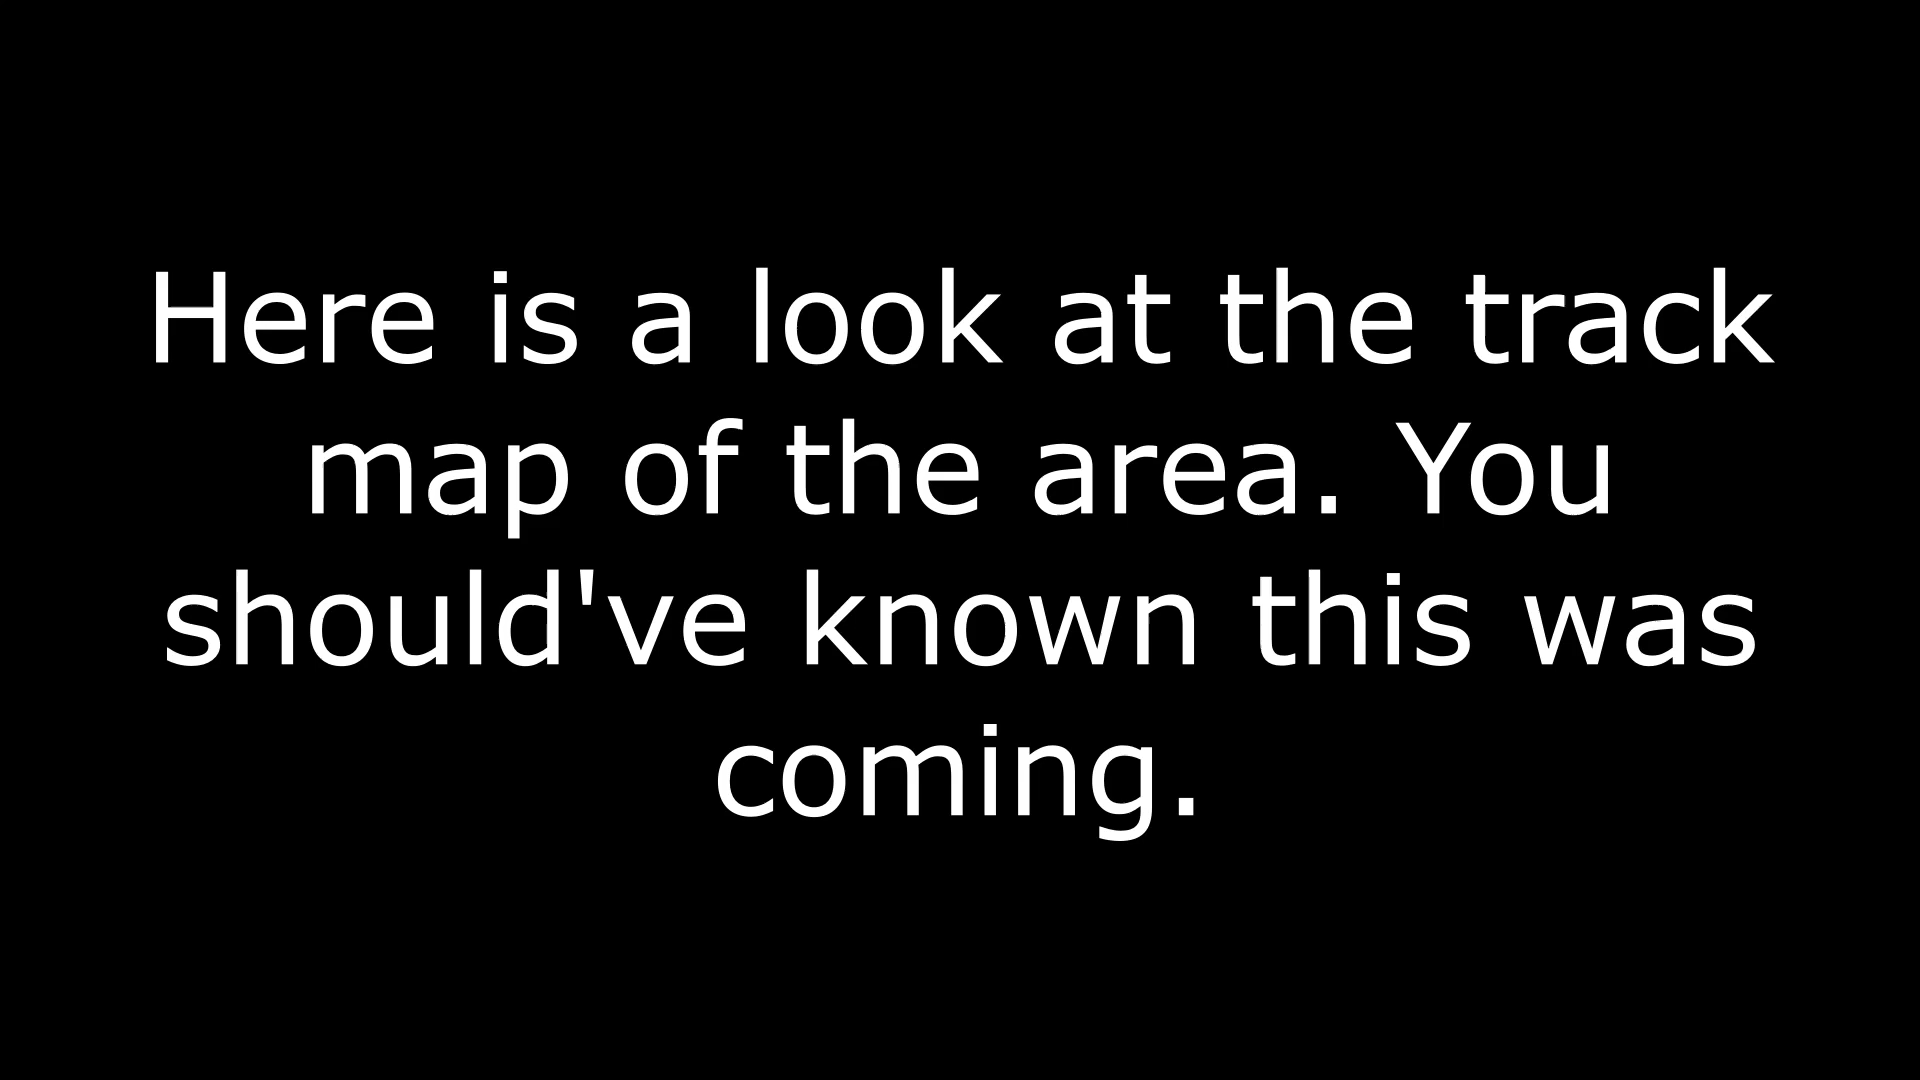 Here is a look at the track
map of the area. You
should've known this was
coming.